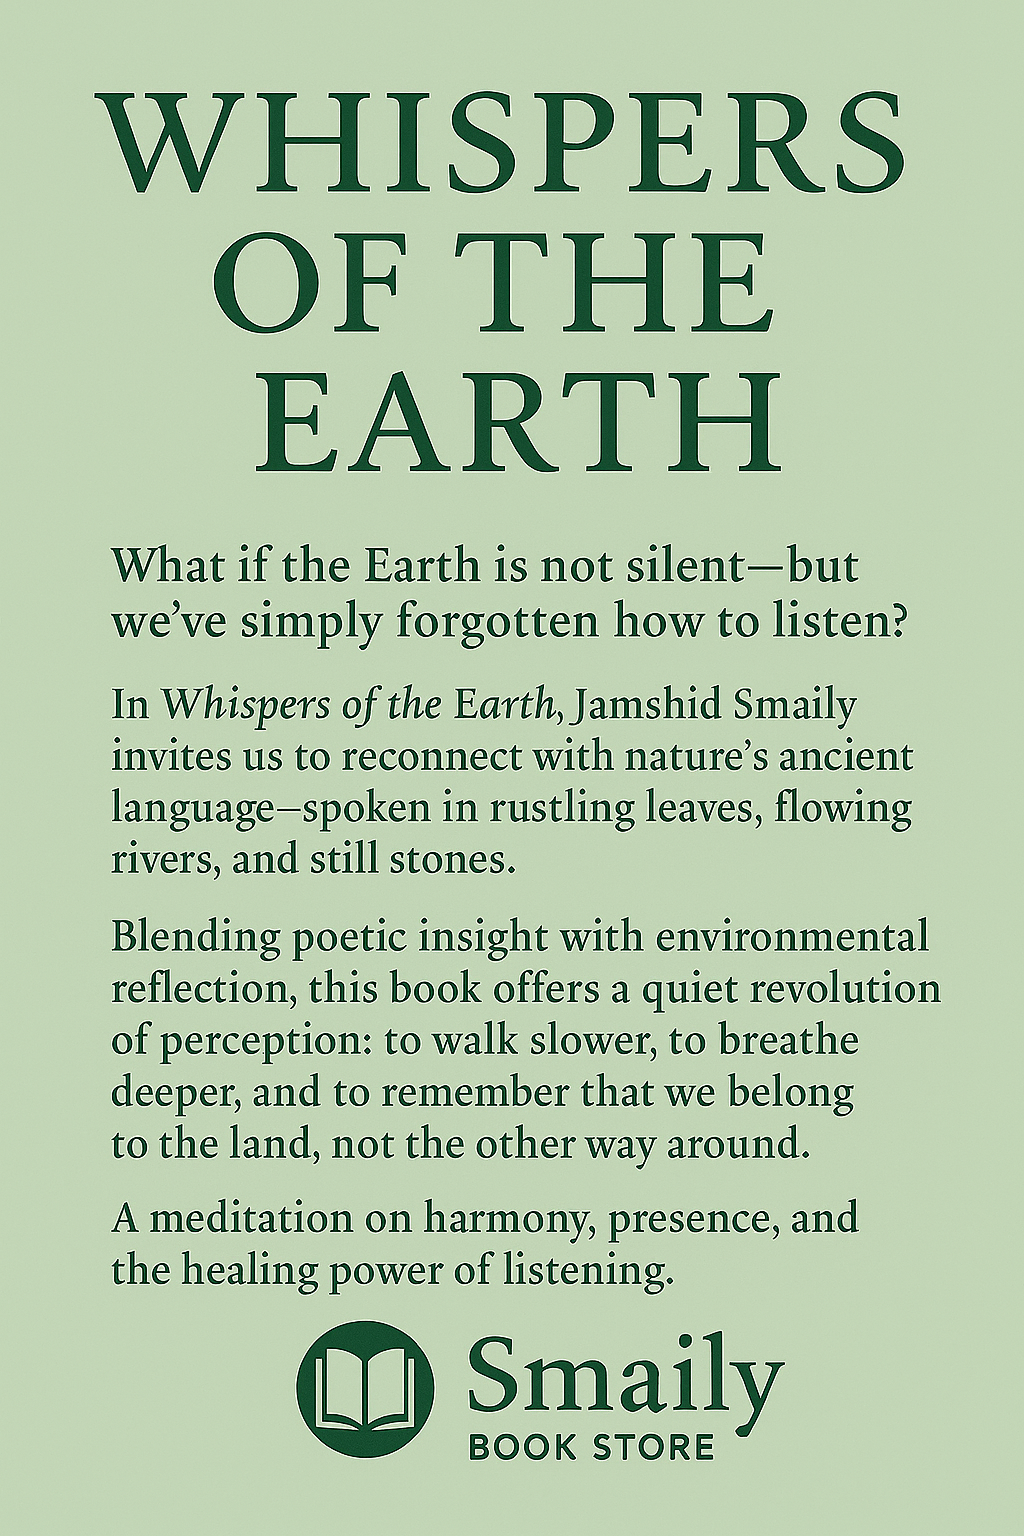 WHISPERS
OF THE
EARTH
What if the Earth is not silent—but
we’ve simply forgotten how to listen?
In Whispers of the Earth, Jamshid Smaily
invites us to reconnect with nature’s ancient
language—spoken in rustling leaves, flowing
rivers, and still stones.
Blending poetic insight with environmental
reflection, this book offers a quiet revolution
of perception: to walk slower, to breathe
deeper, and to remember that we belong
to the land, not the other way around.
A meditation on harmony, presence, and
the healing power of listening.
Smaily
BOOK STORE